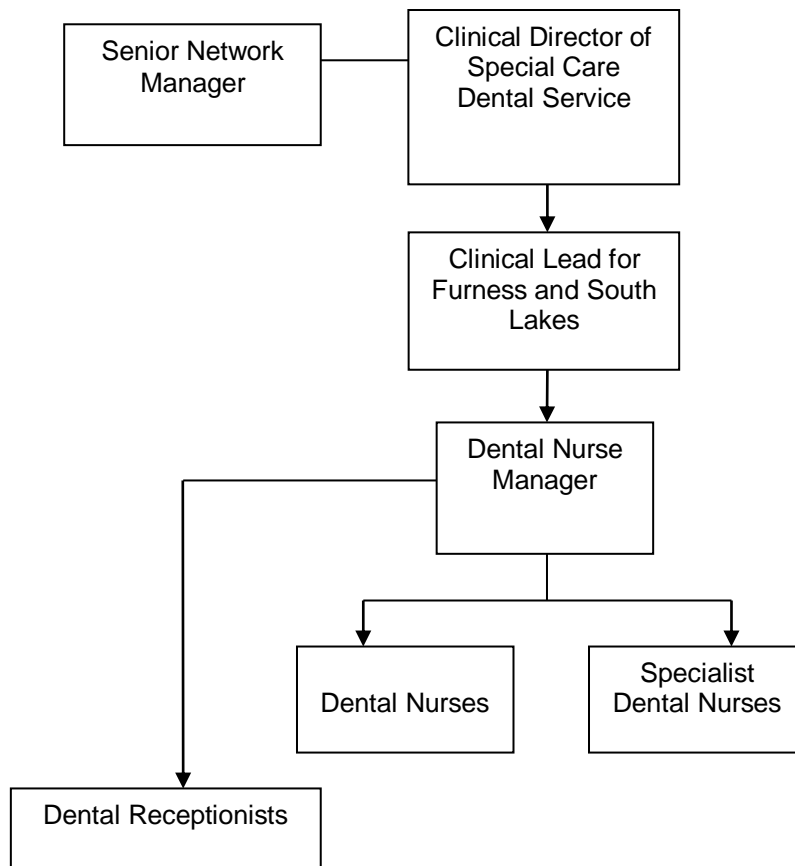 Senior Network
Manager
Clinical Director of
Special Care
Dental Service
Clinical Lead for
Furness and South
Lakes
Dental Nurse
Manager
Dental Nurses
Specialist
Dental Nurses
Dental Receptionists